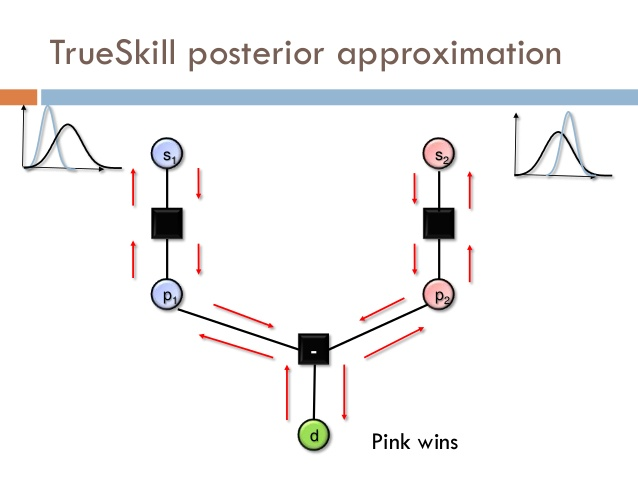 TrueSkill posterior approximation
s1
s2
p1
p2
-
d
Pink wins